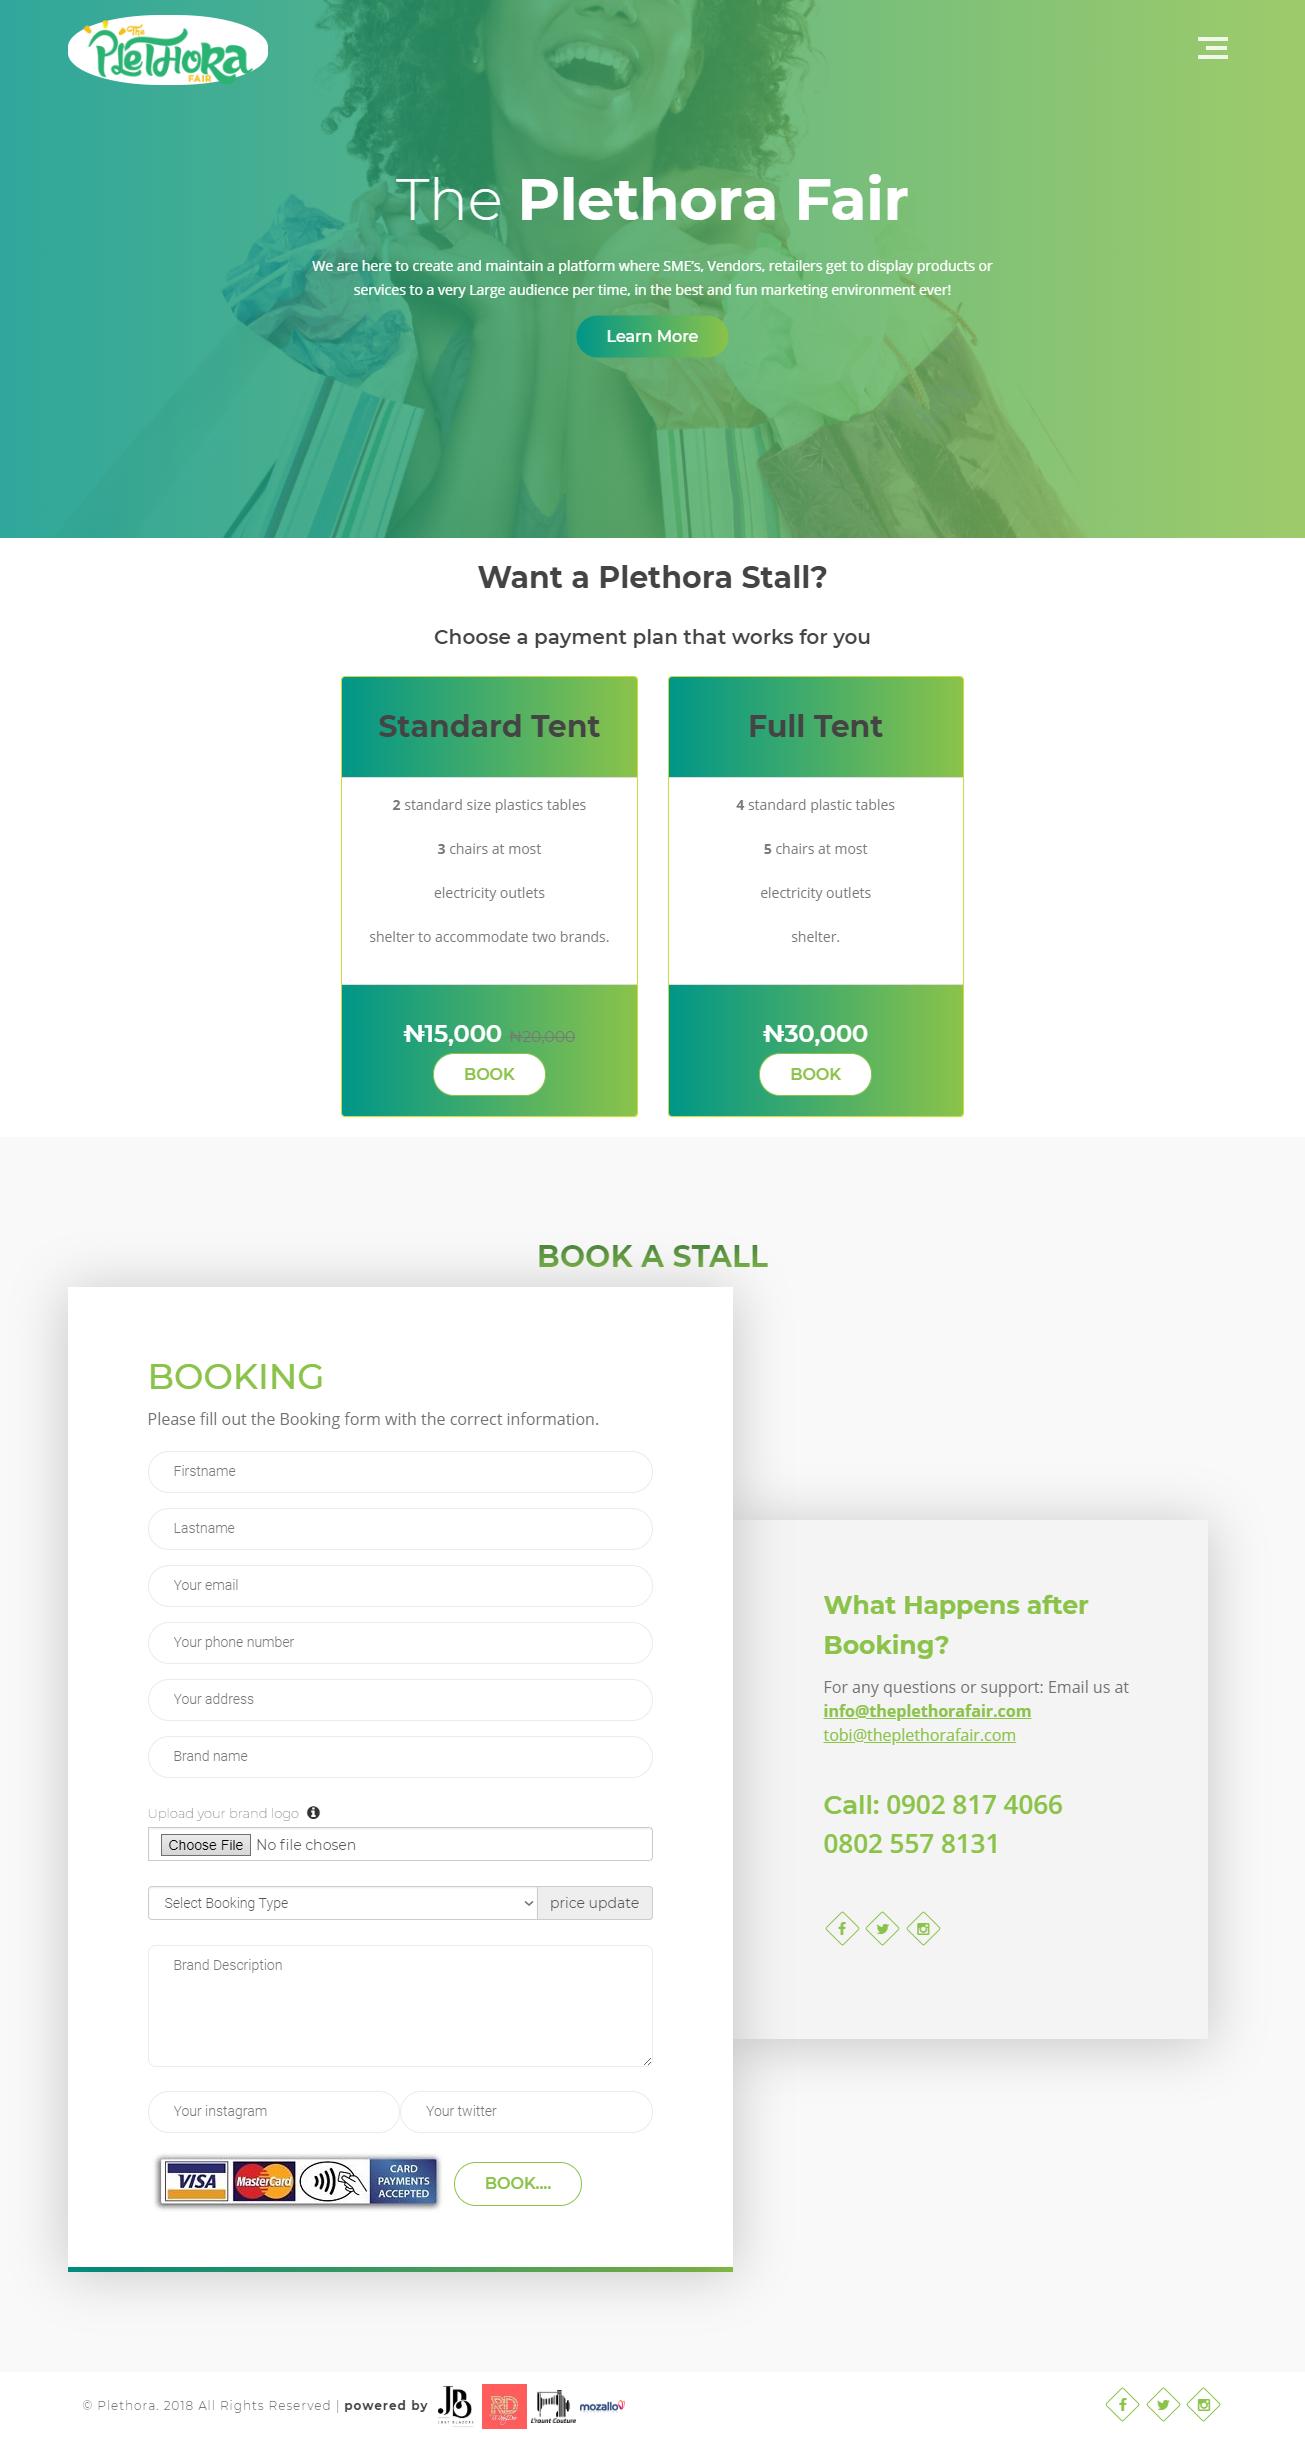 The
Plethora
FAIR
The Plethora Fair
We are here to create and maintain a platform where SME's, Vendors, retailers get to display products or
services to a very Large audience per time, in the best and fun marketing environment ever!
Learn More
Want a Plethora Stall?
Choose a payment plan that works for you
Standard Tent
2 standard size plastics tables
3 chairs at most
electricity outlets
shelter to accommodate two brands.
₦15,000 ₦20,000
BOOK
Full Tent
4 standard plastic tables
5 chairs at most
electricity outlets
shelter.
₦30,000
BOOK
BOOK A STALL
BOOKING
Please fill out the Booking form with the correct information.
Firstname
Lastname
Your email
Your phone number
Your address
Brand name
Upload your brand logo
Choose File No file chosen
Select Booking Type price update
Brand Description
Your instagram Your twitter
VISA MasterCard CARD
PAYMENTS
ACCEPTED
BOOK....
What Happens after
Booking?
For any questions or support: Email us at
info@theplethorafair.com
tobi@theplethorafair.com
Call: 0902 817 4066
0802 557 8131
© Plethora. 2018 All Rights Reserved | powered by JB RD L'raunt Couture mozallo